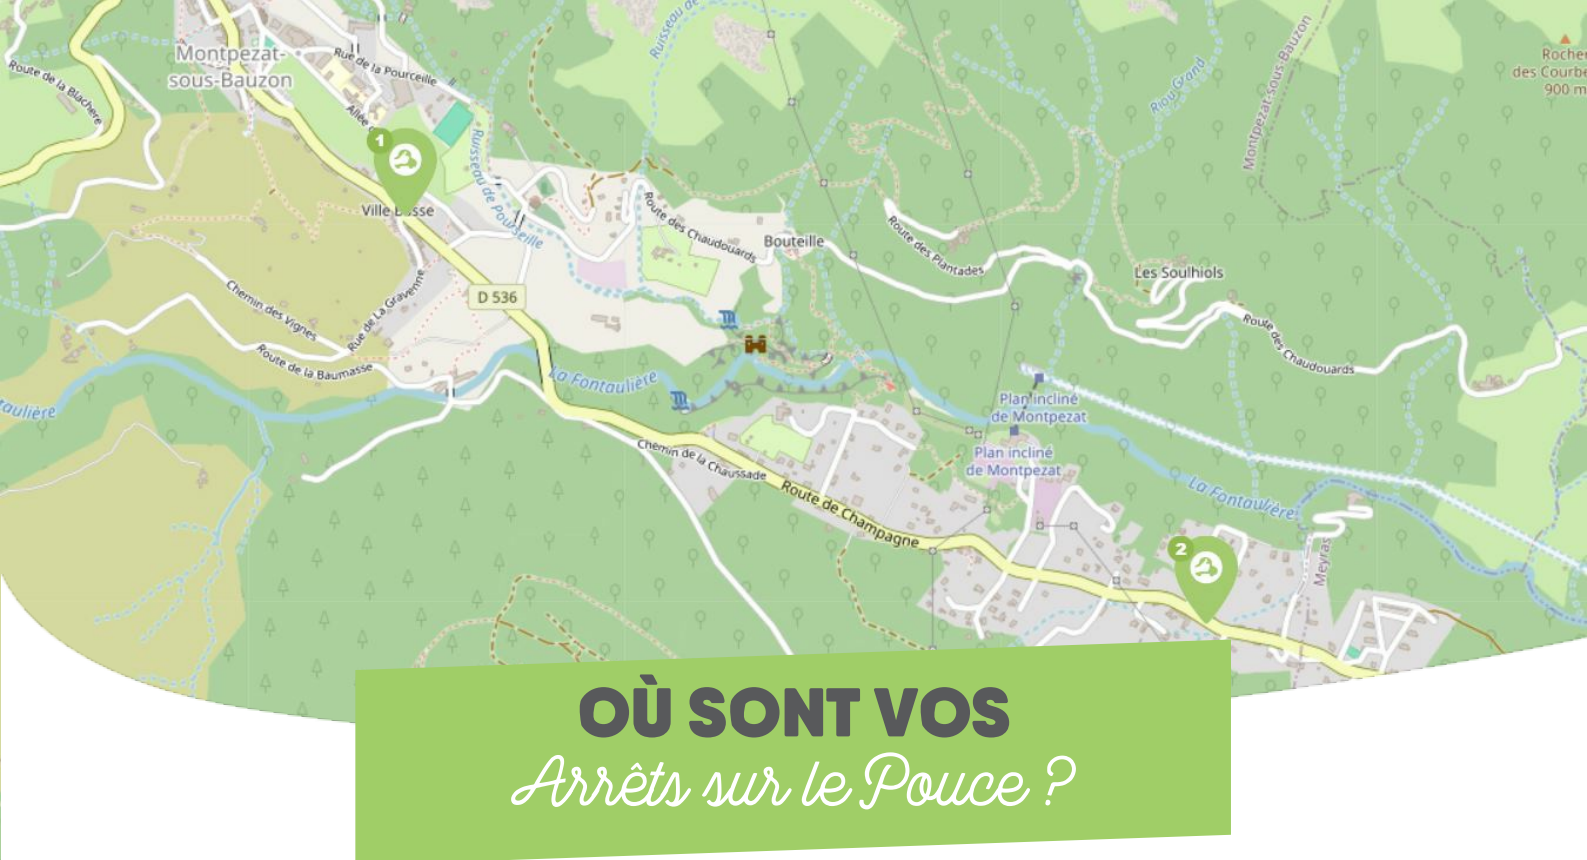 Montpezat-
sous-Bauzon
Route de la Blachère
Rue de la Pourceille
Allée
1
Ruisseau de Pourseille
Ruisseau de
Riou Grand
Montpezat-sous-Bauzon
Rocher
des Courbe
900 m
Ville Basse
Route des Chaudouards
Bouteille
Route des Plantades
Les Soulhiols
D 536
Chemin des Vignes
Rue de La Gravenne
Route de la Baumasse
Route des Chaudouards
La Fontaulière
taulière
Plan incliné
de Montpezat
Plan incliné
de Montpezat
Chemin de la Chaussade
Route de Champagne
La Fontaulière
Meyras
2
OÙ SONT VOS
Arrêts sur le Pouce ?